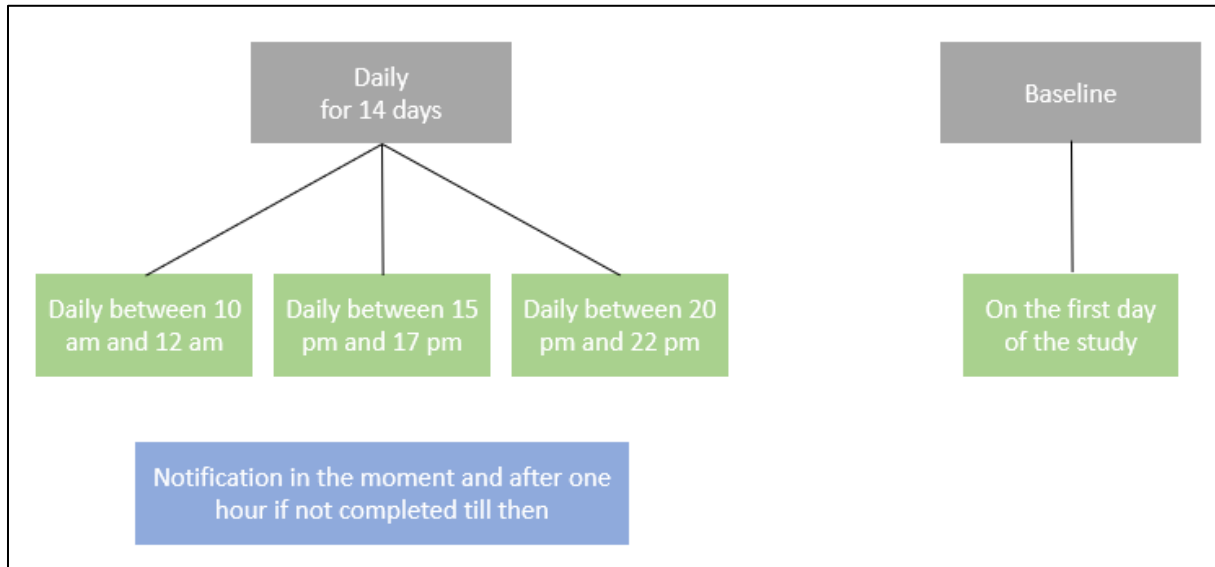 Daily
for 14 days
Baseline
Daily between 10
am and 12 am
Daily between 15
pm and 17 pm
Daily between 20
pm and 22 pm
On the first day
of the study
Notification in the moment and after one
hour if not completed till then